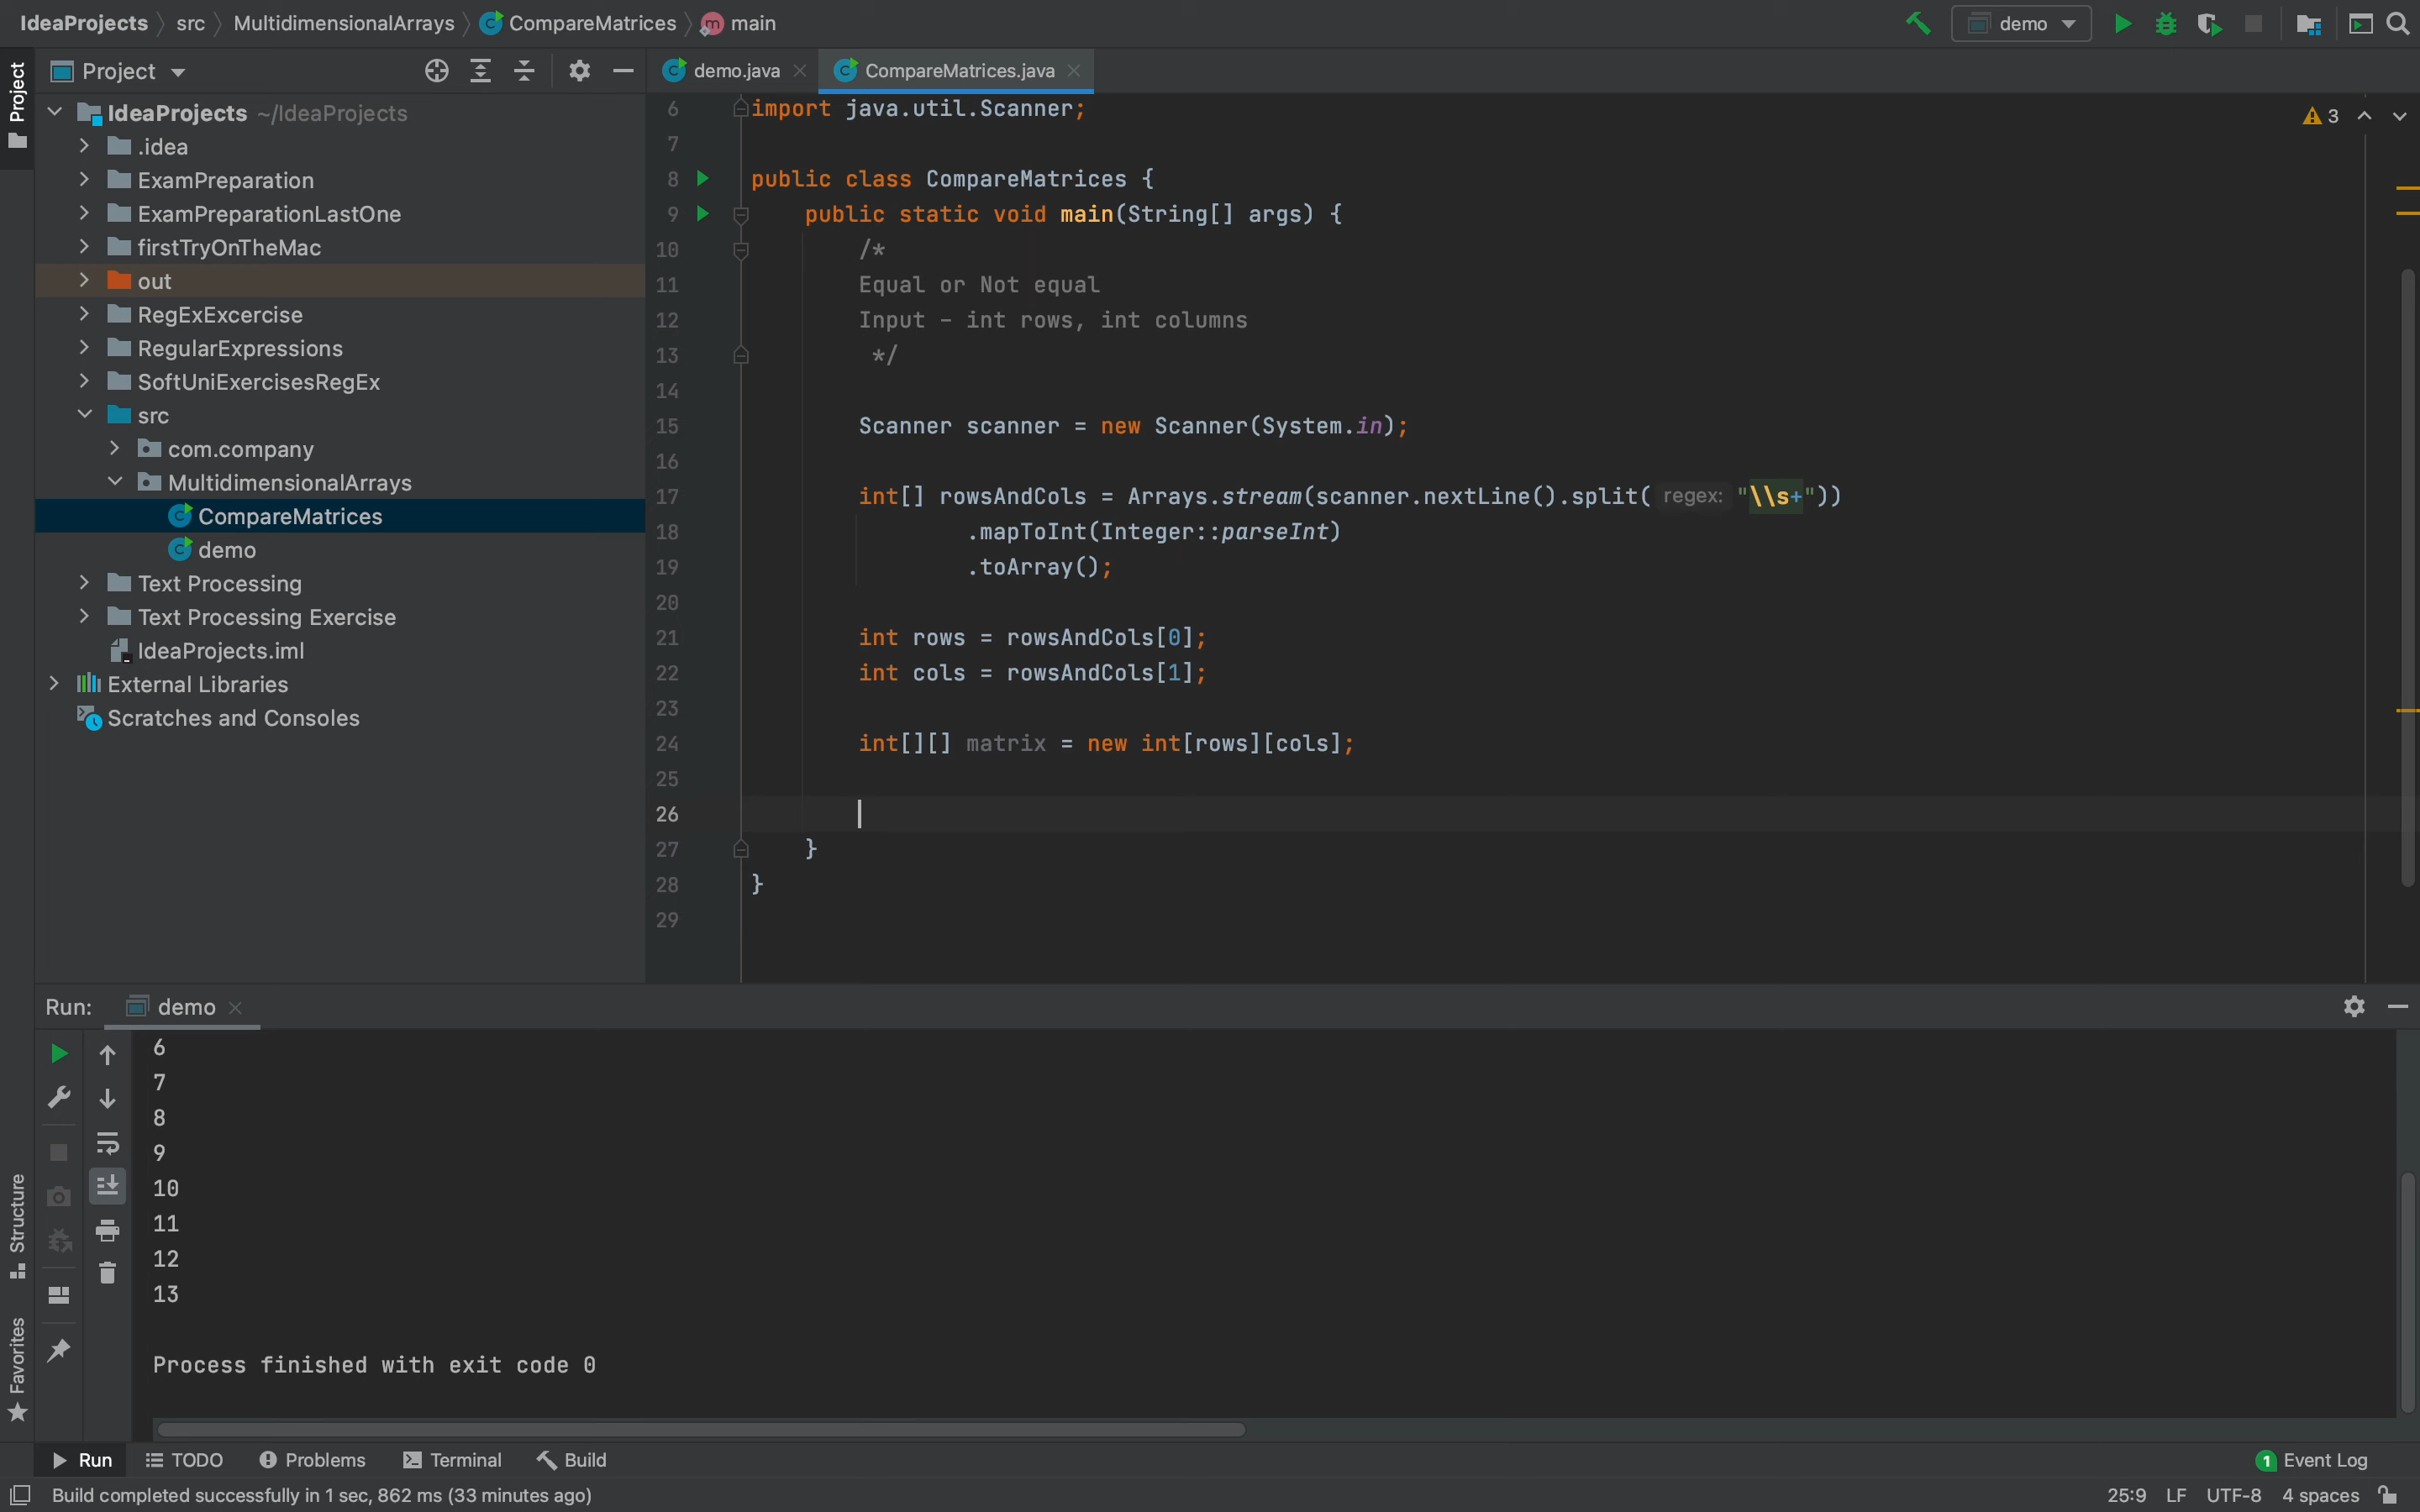 IdeaProjects src MultidimensionalArrays CompareMatrices m main demo
Project demo.java CompareMatrices.java
Project
IdeaProjects ~/IdeaProjects
.idea
ExamPreparation
ExamPreparationLastOne
firstTryOnTheMac
out
RegExExcercise
RegularExpressions
SoftUniExercisesRegEx
src
com.company
MultidimensionalArrays
CompareMatrices
demo
Text Processing
Text Processing Exercise
IdeaProjects.iml
External Libraries
Scratches and Consoles
3
6 import java.util.Scanner;
7
8 public class CompareMatrices {
9 public static void main(String[] args) {
10 /*
11 Equal or Not equal
12 Input - int rows, int columns
13 */
14
15 Scanner scanner = new Scanner(System.in);
16
17 int[] rowsAndCols = Arrays.stream(scanner.nextLine().split( regex: "\\s+"))
18 .mapToInt(Integer::parseInt)
19 .toArray();
20
21 int rows = rowsAndCols[0];
22 int cols = rowsAndCols[1];
23
24 int[][] matrix = new int[rows][cols];
25
26
27 }
28 }
29
Run: demo
6
7
8
9
10
11
12
13
Process finished with exit code 0
Structure
Favorites
Run TODO Problems Terminal Build 1 Event Log
Build completed successfully in 1 sec, 862 ms (33 minutes ago) 25:9 LF UTF-8 4 spaces